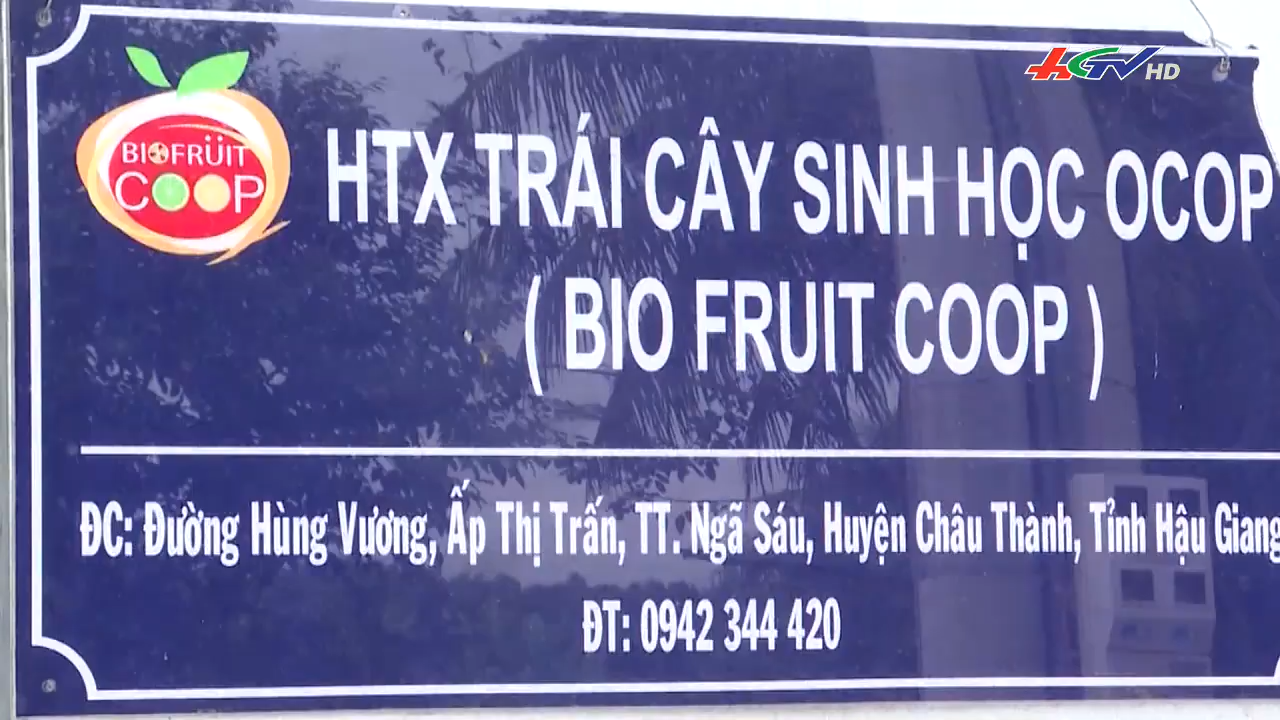 HGTV HD
BIOFRÜIT
COOP
HTX TRÁI CÂY SINH HỌC OCOP
( BIO FRUIT COOP )
ĐC: Đường Hùng Vương, Ấp Thị Trấn, TT. Ngã Sáu, Huyện Châu Thành, Tỉnh Hậu Giang
ĐT: 0942 344 420